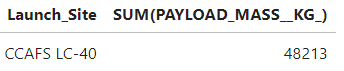 Launch_Site SUM(PAYLOAD_MASS__KG_)
CCAFS LC-40 48213